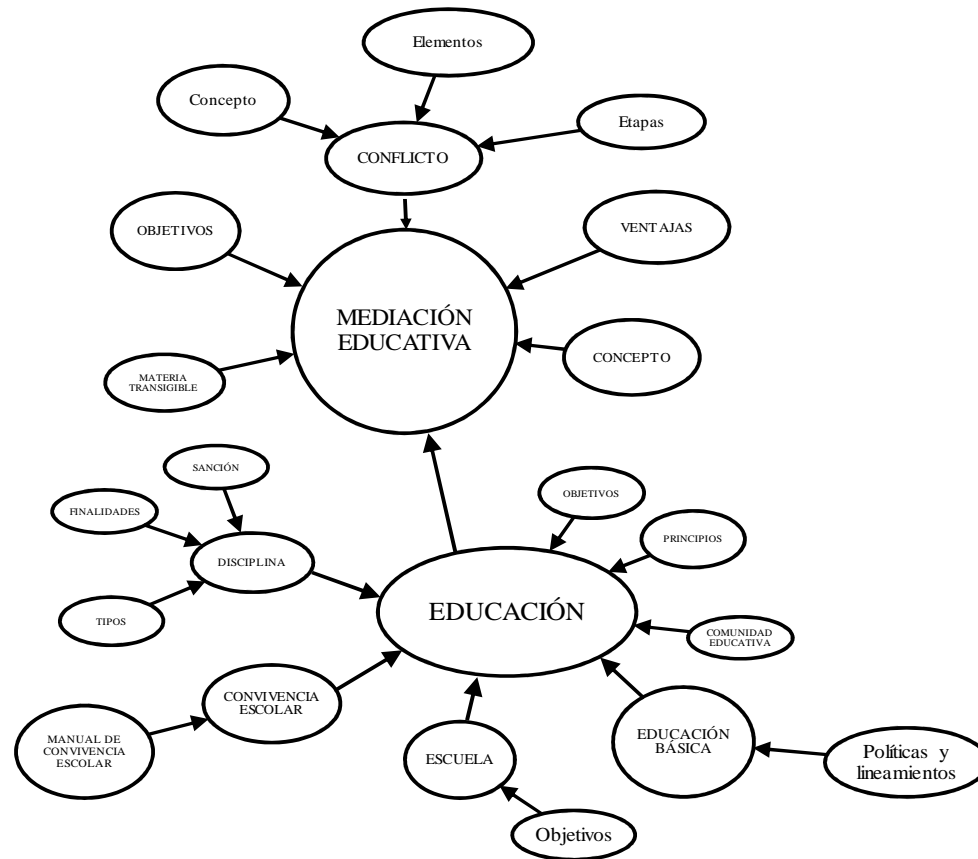 Elementos
Concepto
Etapas
CONFLICTO
OBJETIVOS
VENTAJAS
MEDIACIÓN
EDUCATIVA
CONCEPTO
MATERIA
TRANSIGIBLE
SANCIÓN
FINALIDADES
OBJETIVOS
PRINCIPIOS
DISCIPLINA
EDUCACIÓN
TIPOS
COMUNIDAD
EDUCATIVA
CONVIVENCIA
ESCOLAR
MANUAL DE
CONVIVENCIA
ESCOLAR
EDUCACIÓN
BÁSICA
ESCUELA
Políticas y
lineamientos
Objetivos